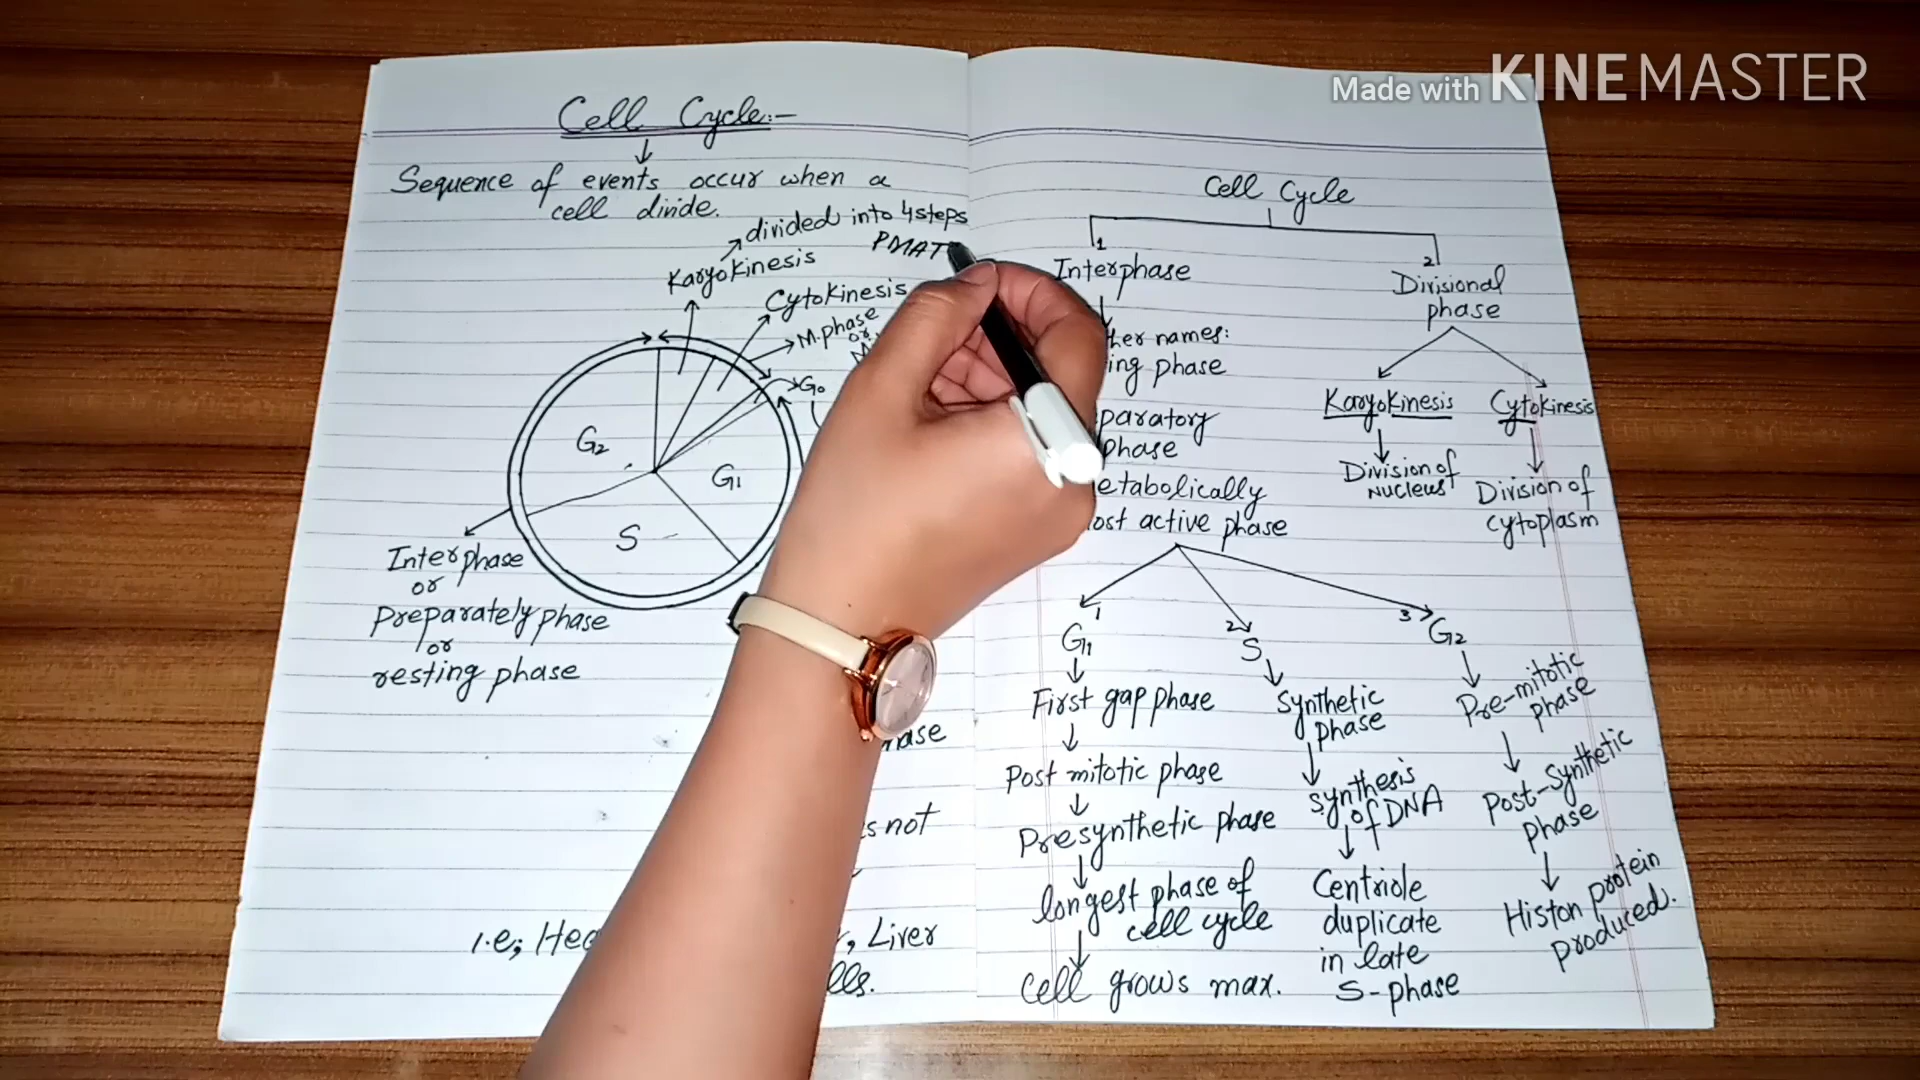 Made with KINEMASTER
Cell Cycle:-
Sequence of events occur when a
cell divide.
divided into 4 steps
PMAT
Karyokinesis
Cytokinesis
M.phase
or
G0
G2
G1
S
Interphase
or
Preparately phase
or
resting phase
s not
i.e; , Liver
Cell Cycle
1
2
Interphase
Divisional
phase
names:
phase
phase
active phase
Karyokinesis
Cytokinesis
Division of
nucleus
Division of
cytoplasm
1
2
3
G1
S
G2
First gap phase
Post mitotic phase
Presynthetic phase
longest phase of
cell cycle
Cell grows max.
Synthetic
phase
synthesis
of DNA
Centriole
duplicate
in late
S-phase
Pre-mitotic
phase
Post-Synthetic
phase
Histon protein
produced.